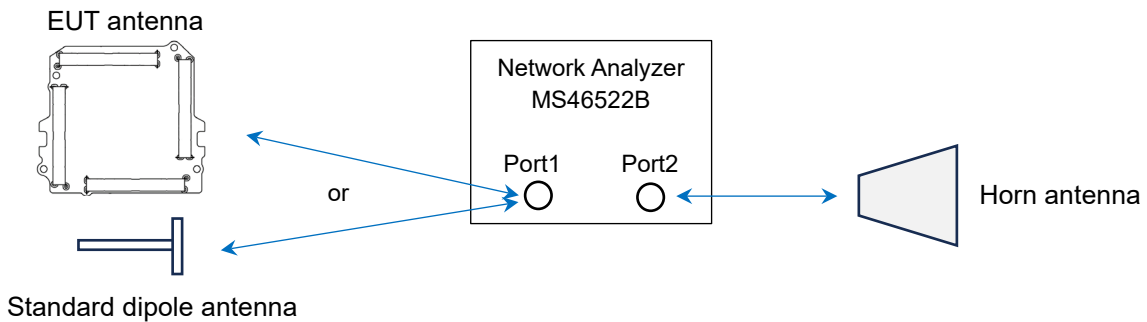 EUT antenna
Network Analyzer
MS46522B
Port1
Port2
or
Horn antenna
Standard dipole antenna